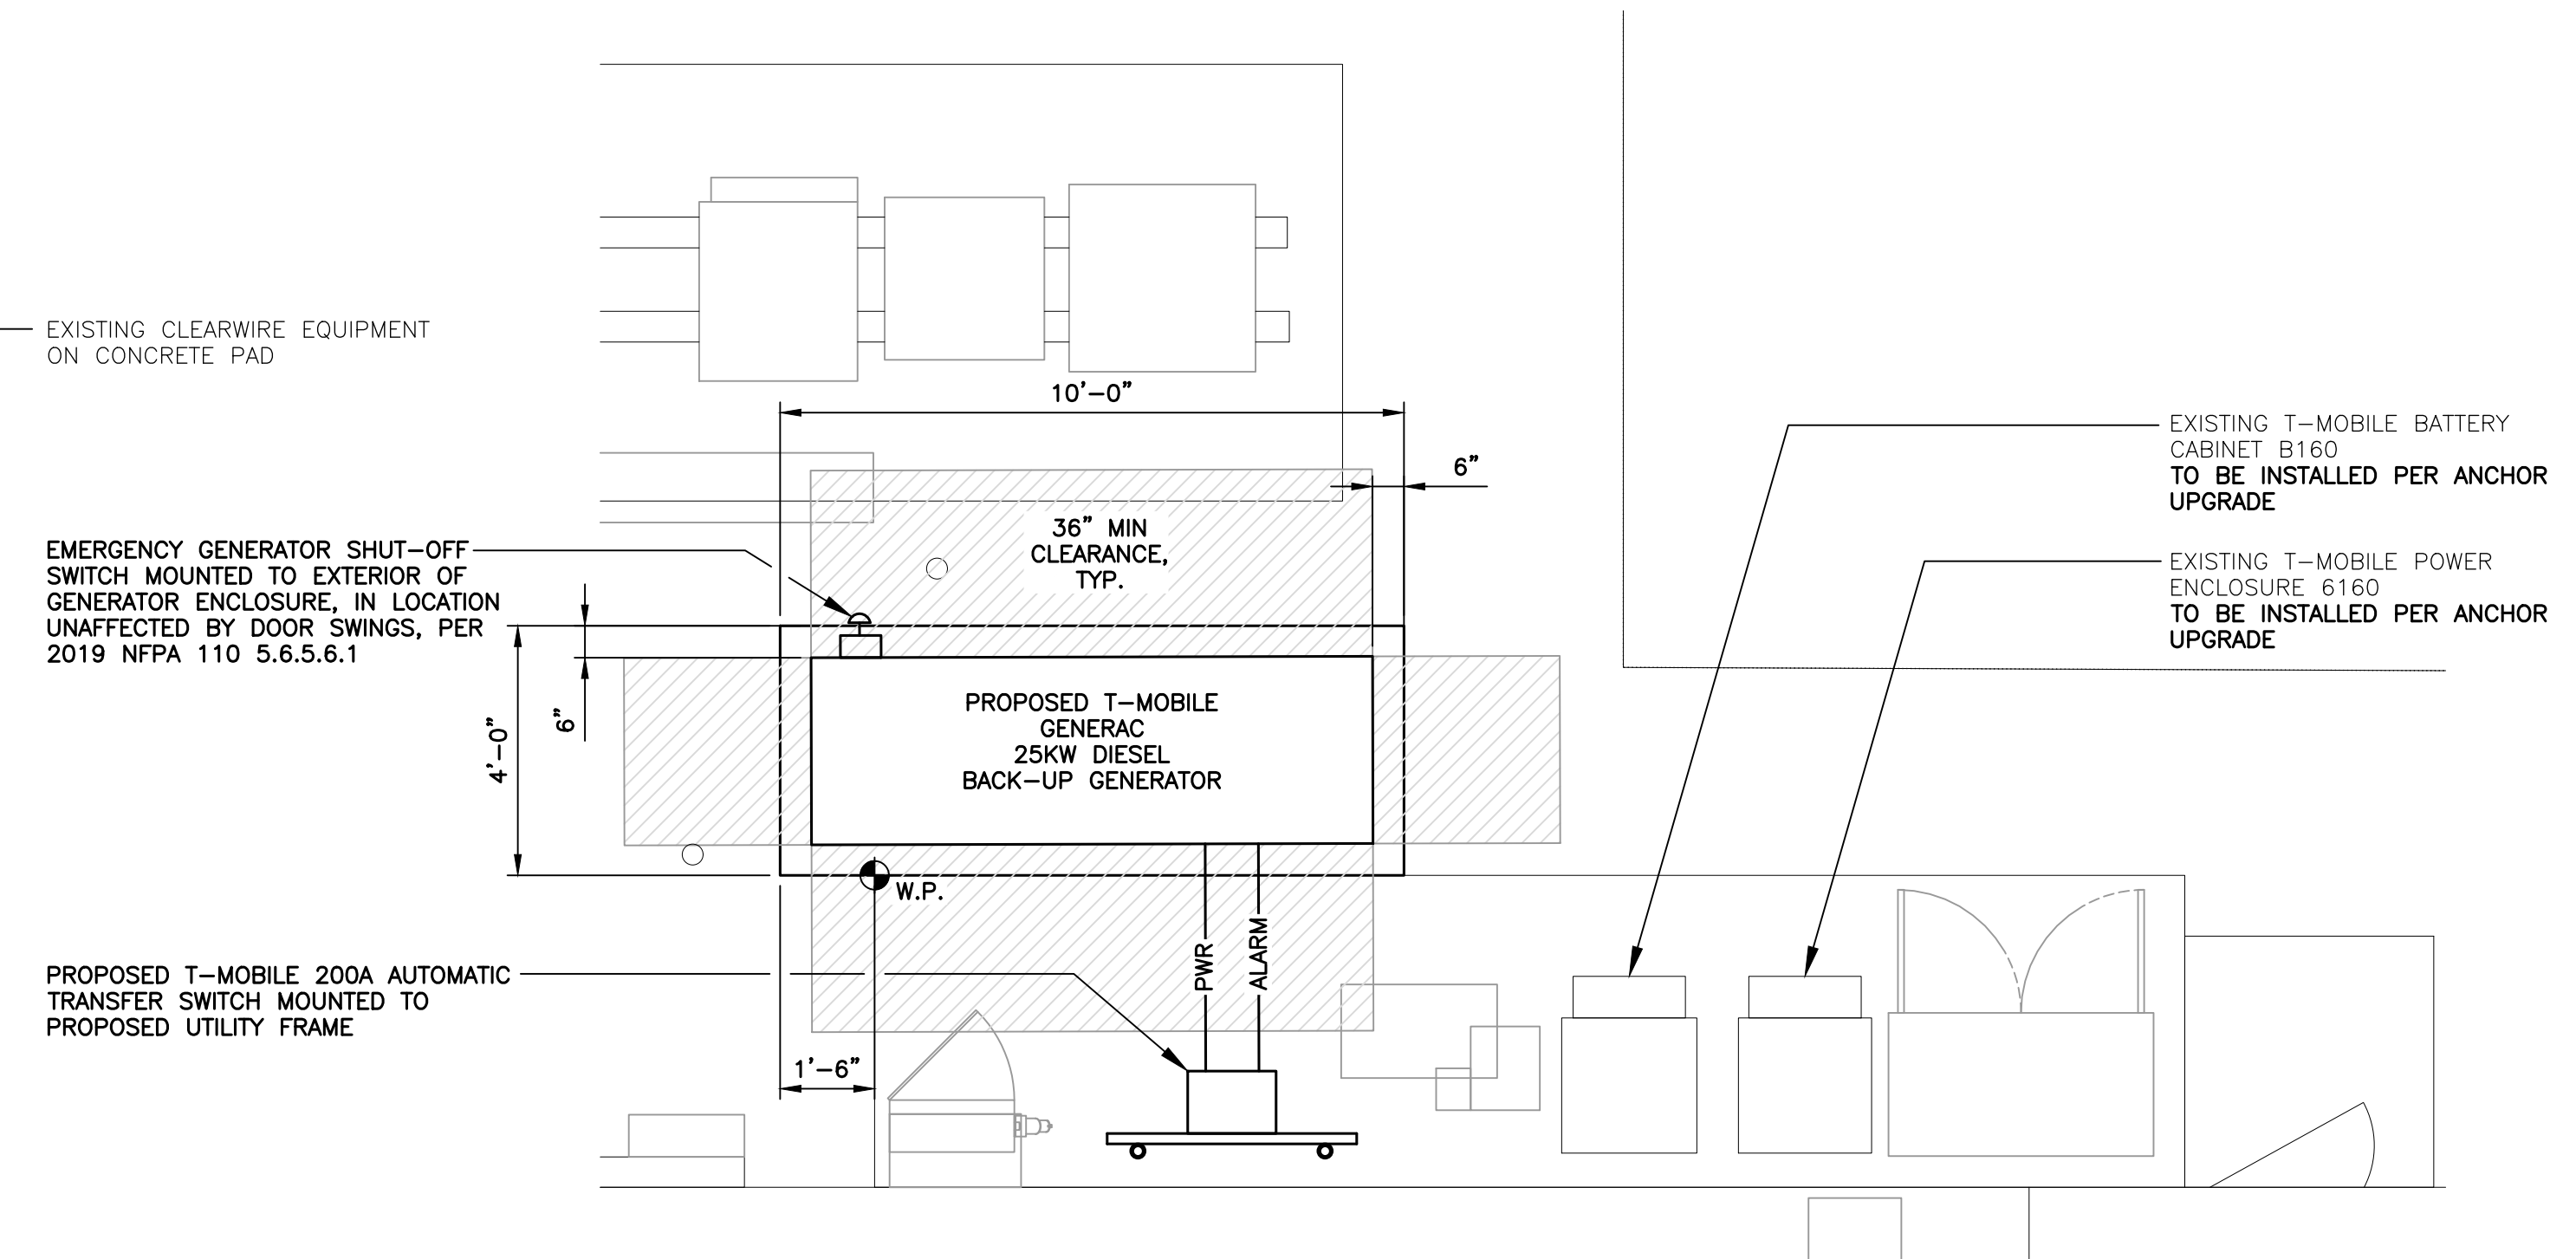 EXISTING CLEARWIRE EQUIPMENT
ON CONCRETE PAD
10'-0"
6"
EXISTING T-MOBILE BATTERY
CABINET B160
TO BE INSTALLED PER ANCHOR
UPGRADE
36" MIN
CLEARANCE,
TYP.
EMERGENCY GENERATOR SHUT-OFF
SWITCH MOUNTED TO EXTERIOR OF
GENERATOR ENCLOSURE, IN LOCATION
UNAFFECTED BY DOOR SWINGS, PER
2019 NFPA 110 5.6.5.6.1
EXISTING T-MOBILE POWER
ENCLOSURE 6160
TO BE INSTALLED PER ANCHOR
UPGRADE
4'-0"
6"
PROPOSED T-MOBILE
GENERAC
25KW DIESEL
BACK-UP GENERATOR
W.P.
PWR
ALARM
PROPOSED T-MOBILE 200A AUTOMATIC
TRANSFER SWITCH MOUNTED TO
PROPOSED UTILITY FRAME
1'-6"